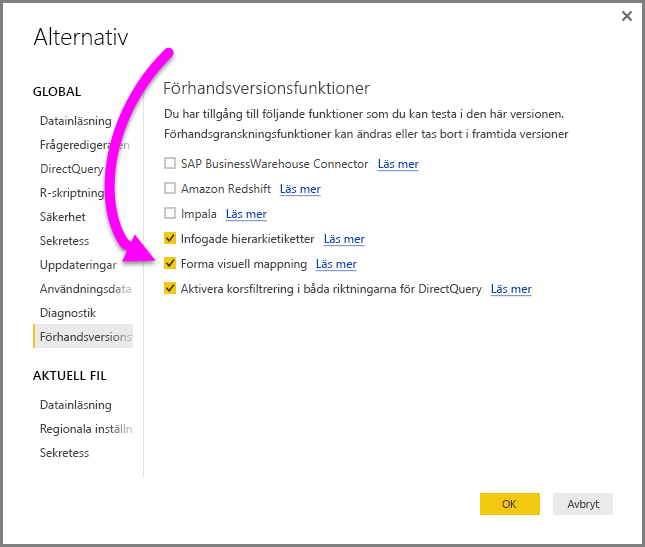 Alternativ
GLOBAL
Datainläsning
Frågeredigeraren
DirectQuery
R-skriptning
Säkerhet
Sekretess
Uppdateringar
Användningsdata
Diagnostik
Förhandsversionsf
AKTUELL FIL
Datainläsning
Regionala inställn
Sekretess
Förhandsversionsfunktioner
Du har tillgång till följande funktioner som du kan testa i den här versionen.
Förhandsgranskningsfunktioner kan ändras eller tas bort i framtida versioner
SAP BusinessWarehouse Connector Läs mer
Amazon Redshift Läs mer
Impala Läs mer
Infogade hierarkietiketter Läs mer
Forma visuell mappning Läs mer
Aktivera korsfiltrering i båda riktningarna för DirectQuery Läs mer
OK Avbryt